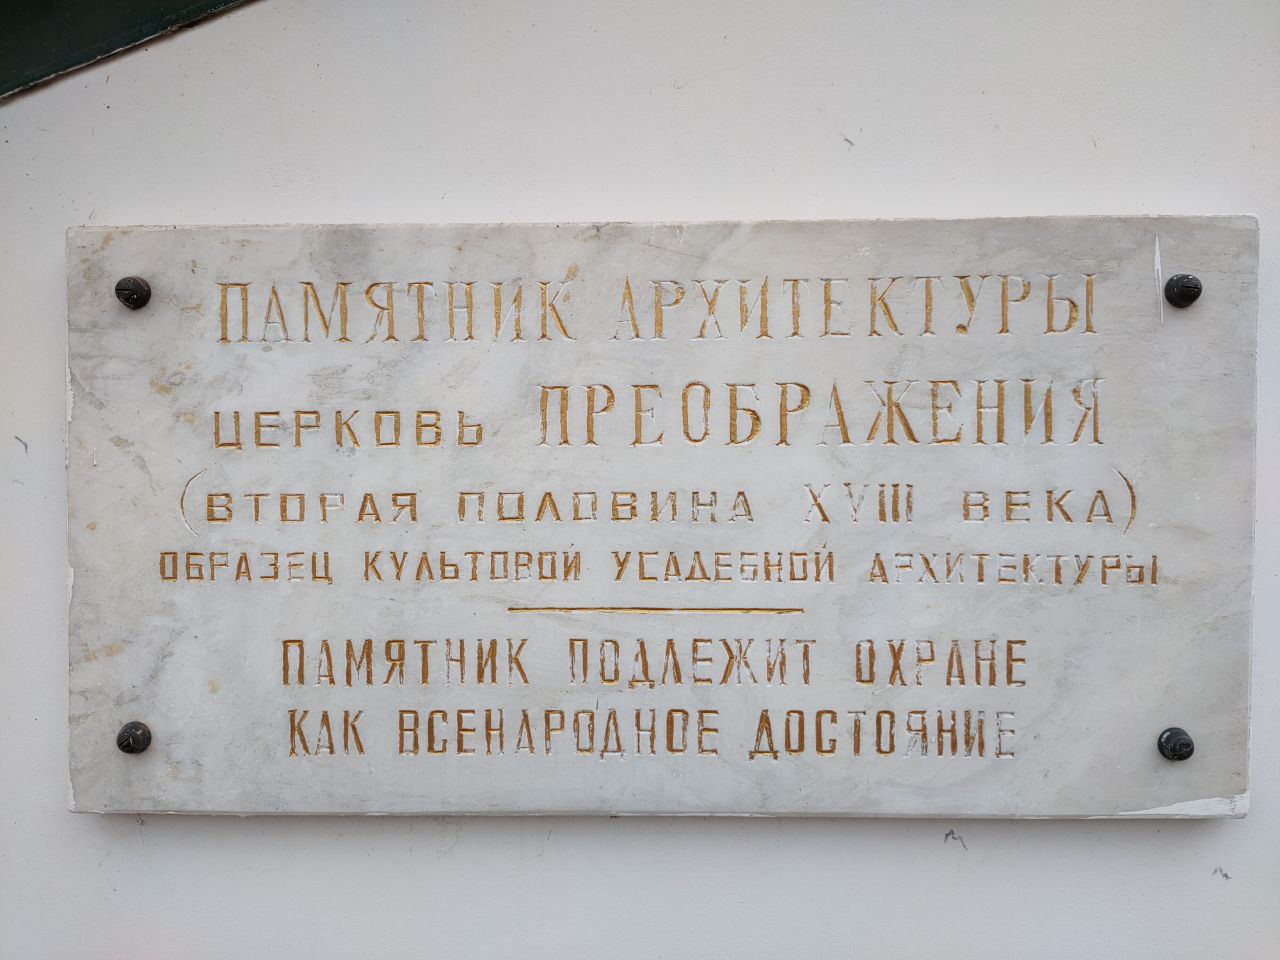 ПАМЯТНИК АРХИТЕКТУРЫ
ЦЕРКОВЬ ПРЕОБРАЖЕНИЯ
(ВТОРАЯ ПОЛОВИНА XVIII ВЕКА)
ОБРАЗЕЦ КУЛЬТОВОЙ УСАДЕБНОЙ АРХИТЕКТУРЫ
ПАМЯТНИК ПОДЛЕЖИТ ОХРАНЕ
КАК ВСЕНАРОДНОЕ ДОСТОЯНИЕ